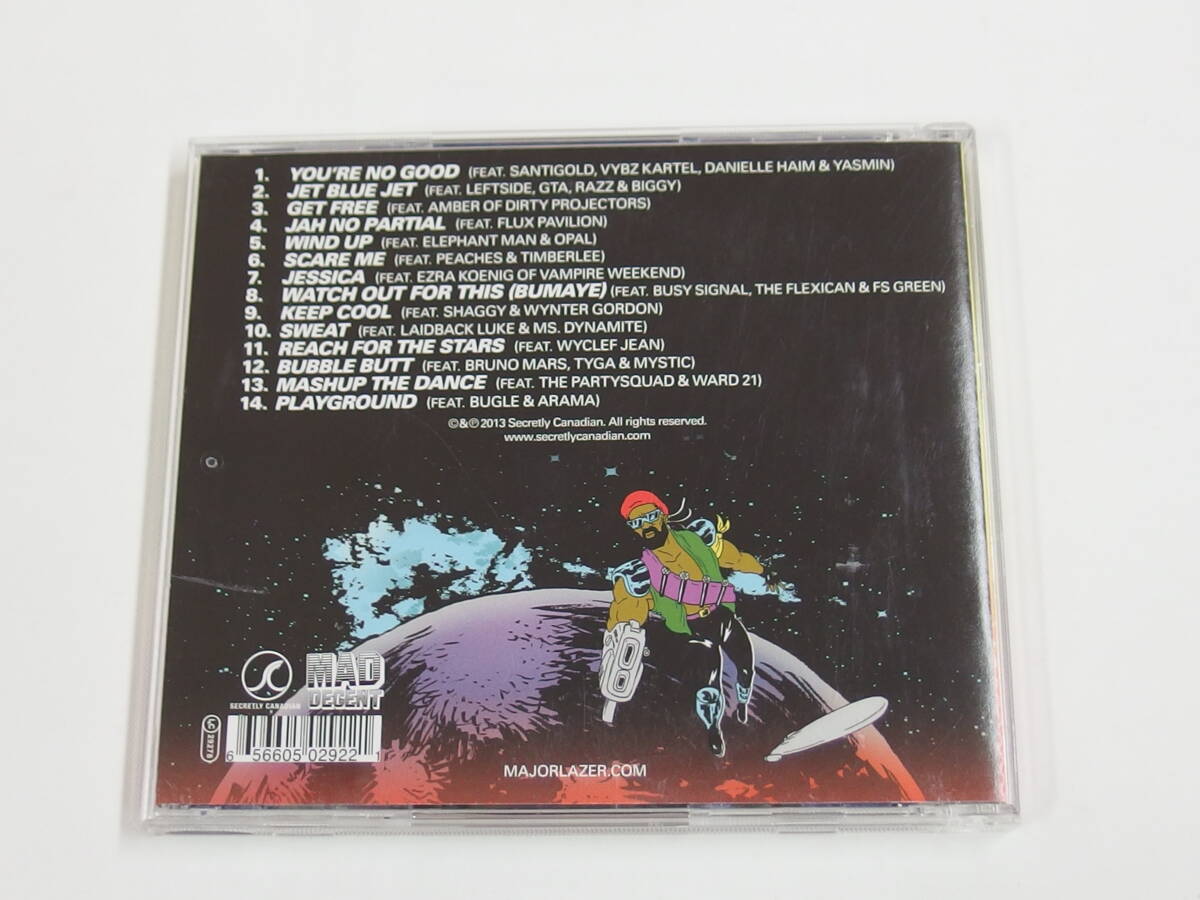 1. YOU'RE NO GOOD (FEAT. SANTIGOLD, VYBZ KARTEL, DANIELLE HAIM & YASMIN)
2. JET BLUE JET (FEAT. LEFTSIDE, GTA, RAZZ & BIGGY)
3. GET FREE (FEAT. AMBER OF DIRTY PROJECTORS)
4. JAH NO PARTIAL (FEAT. FLUX PAVILION)
5. WIND UP (FEAT. ELEPHANT MAN & OPAL)
6. SCARE ME (FEAT. PEACHES & TIMBERLEE)
7. JESSICA (FEAT. EZRA KOENIG OF VAMPIRE WEEKEND)
8. WATCH OUT FOR THIS (BUMAYE) (FEAT. BUSY SIGNAL, THE FLEXICAN & FS GREEN)
9. KEEP COOL (FEAT. SHAGGY & WYNTER GORDON)
10. SWEAT (FEAT. LAIDBACK LUKE & MS. DYNAMITE)
11. REACH FOR THE STARS (FEAT. WYCLEF JEAN)
12. BUBBLE BUTT (FEAT. BRUNO MARS, TYGA & MYSTIC)
13. MASHUP THE DANCE (FEAT. THE PARTYSQUAD & WARD 21)
14. PLAYGROUND (FEAT. BUGLE & ARAMA)
©&℗ 2013 Secretly Canadian. All rights reserved.
www.secretlycanadian.com
SECRETLY CANADIAN
MAD
DECENT
6 56605 02922 1
MAJORLAZER.COM